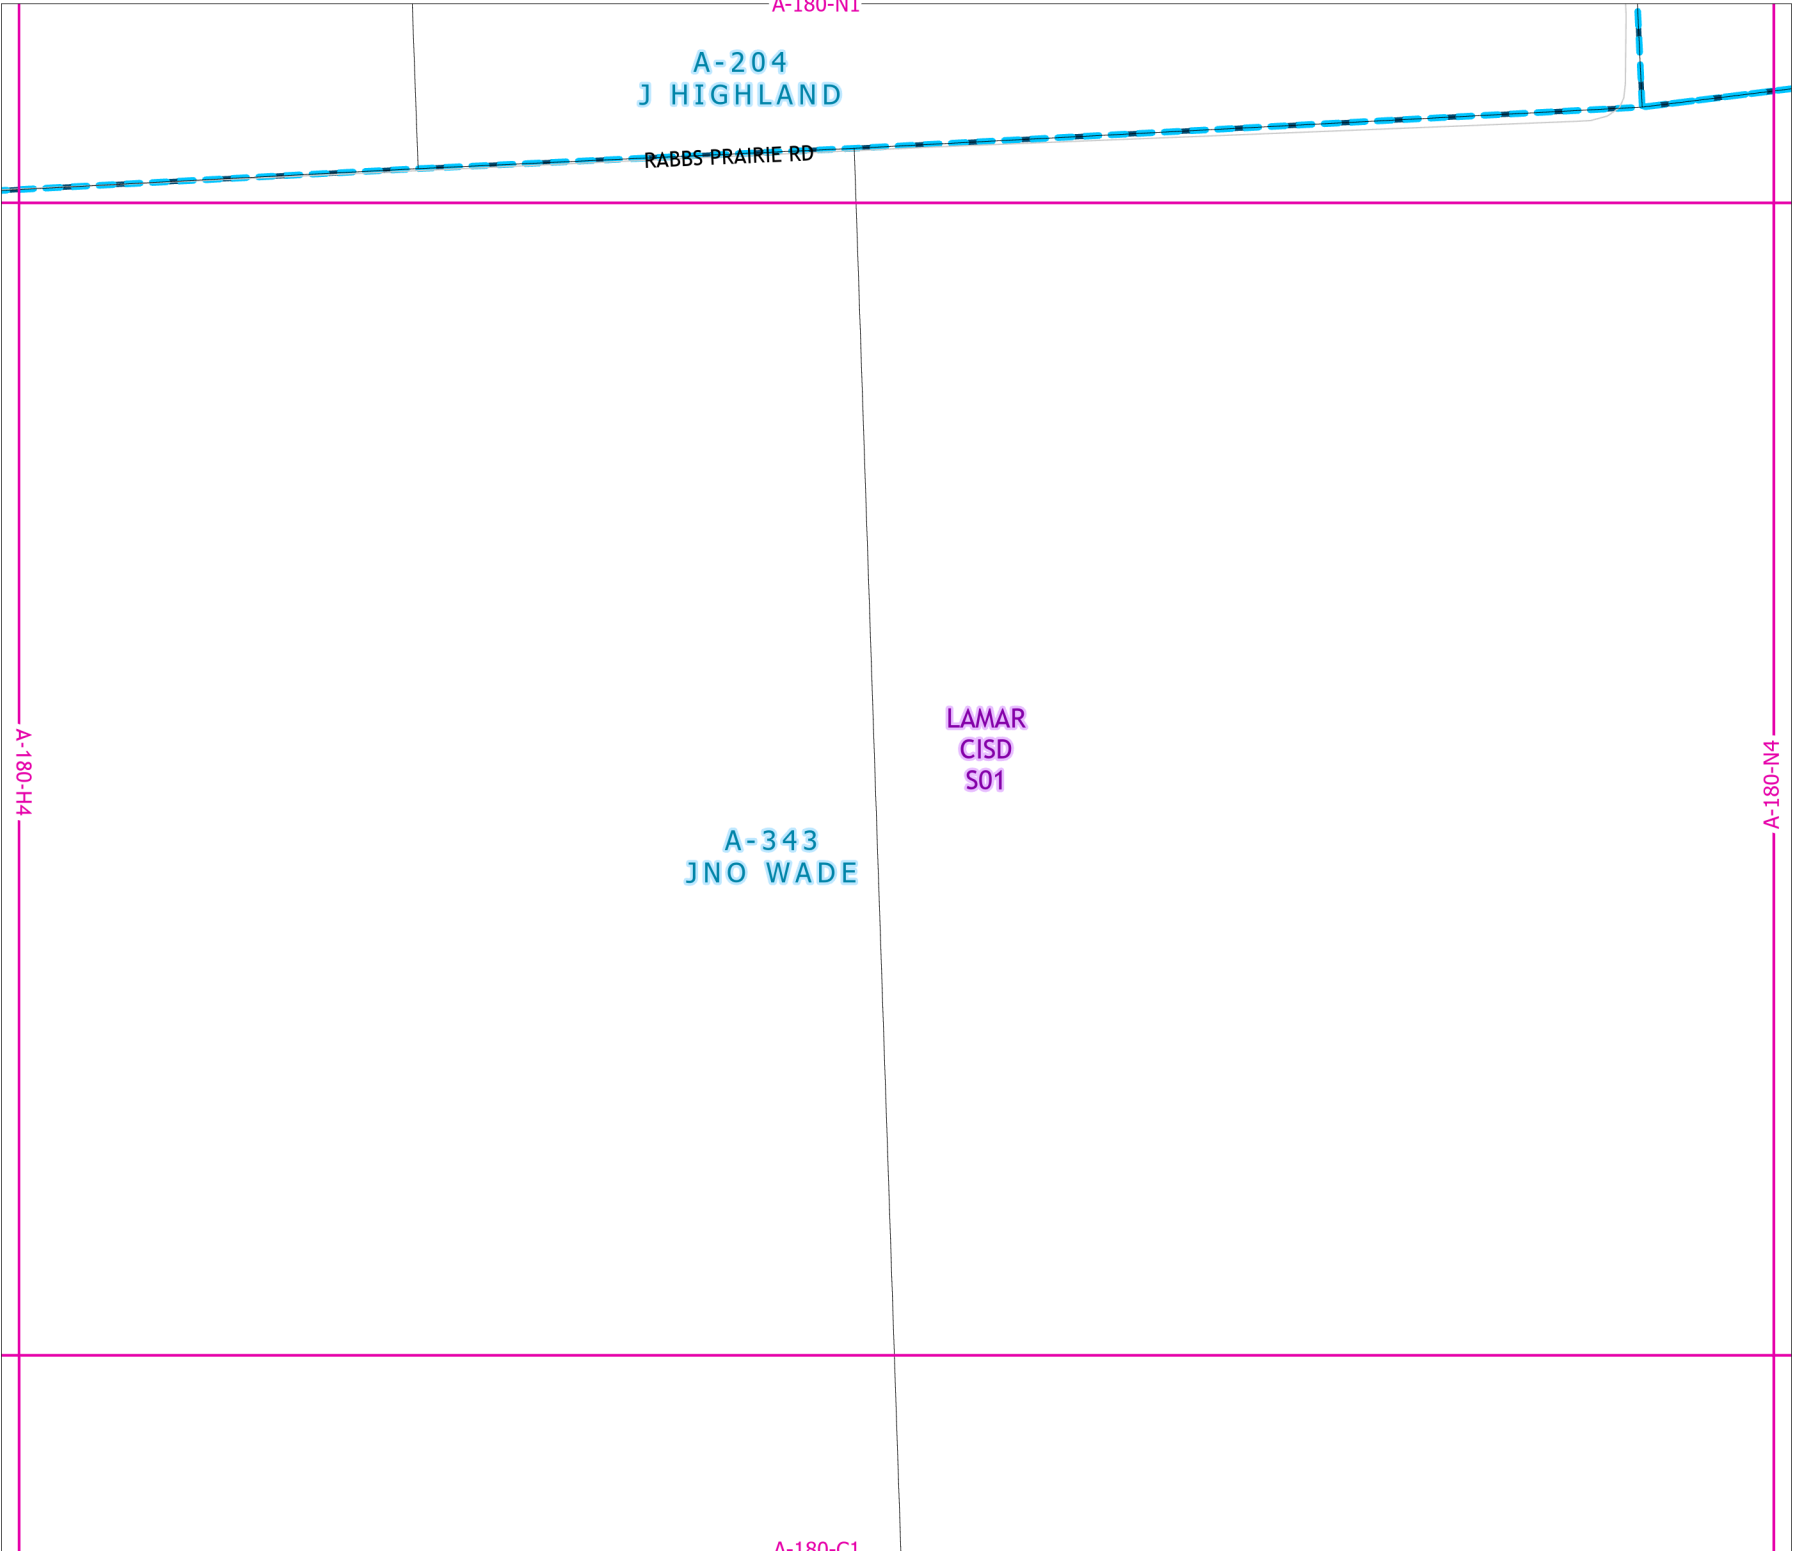 A-180-N1
A-204
J HIGHLAND
RABBS PRAIRIE RD
LAMAR
CISD
S01
A-180-H4
A-180-N4
A-343
JNO WADE
A-180-C1